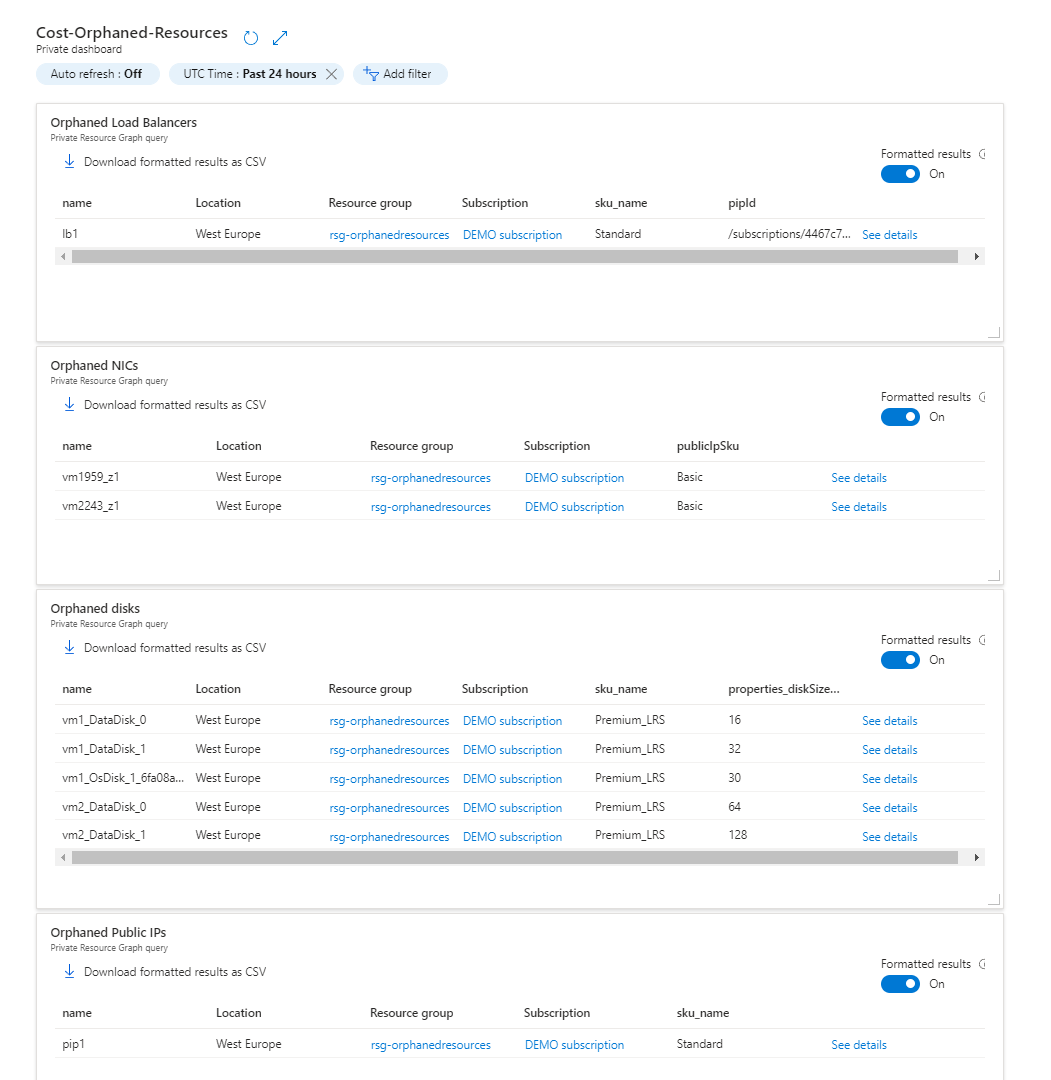 Cost-Orphaned-Resources
Private dashboard
Auto refresh : Off UTC Time : Past 24 hours Add filter
Orphaned Load Balancers
Private Resource Graph query
Download formatted results as CSV
Formatted results
On
name Location Resource group Subscription sku_name pipId
lb1 West Europe rsg-orphanedresources DEMO subscription Standard /subscriptions/4467c7... See details
Orphaned NICs
Private Resource Graph query
Download formatted results as CSV
Formatted results
On
name Location Resource group Subscription publicIpSku
vm1959_z1 West Europe rsg-orphanedresources DEMO subscription Basic See details
vm2243_z1 West Europe rsg-orphanedresources DEMO subscription Basic See details
Orphaned disks
Private Resource Graph query
Download formatted results as CSV
Formatted results
On
name Location Resource group Subscription sku_name properties_diskSize...
vm1_DataDisk_0 West Europe rsg-orphanedresources DEMO subscription Premium_LRS 16 See details
vm1_DataDisk_1 West Europe rsg-orphanedresources DEMO subscription Premium_LRS 32 See details
vm1_OsDisk_1_6fa08a... West Europe rsg-orphanedresources DEMO subscription Premium_LRS 30 See details
vm2_DataDisk_0 West Europe rsg-orphanedresources DEMO subscription Premium_LRS 64 See details
vm2_DataDisk_1 West Europe rsg-orphanedresources DEMO subscription Premium_LRS 128 See details
Orphaned Public IPs
Private Resource Graph query
Download formatted results as CSV
Formatted results
On
name Location Resource group Subscription sku_name
pip1 West Europe rsg-orphanedresources DEMO subscription Standard See details